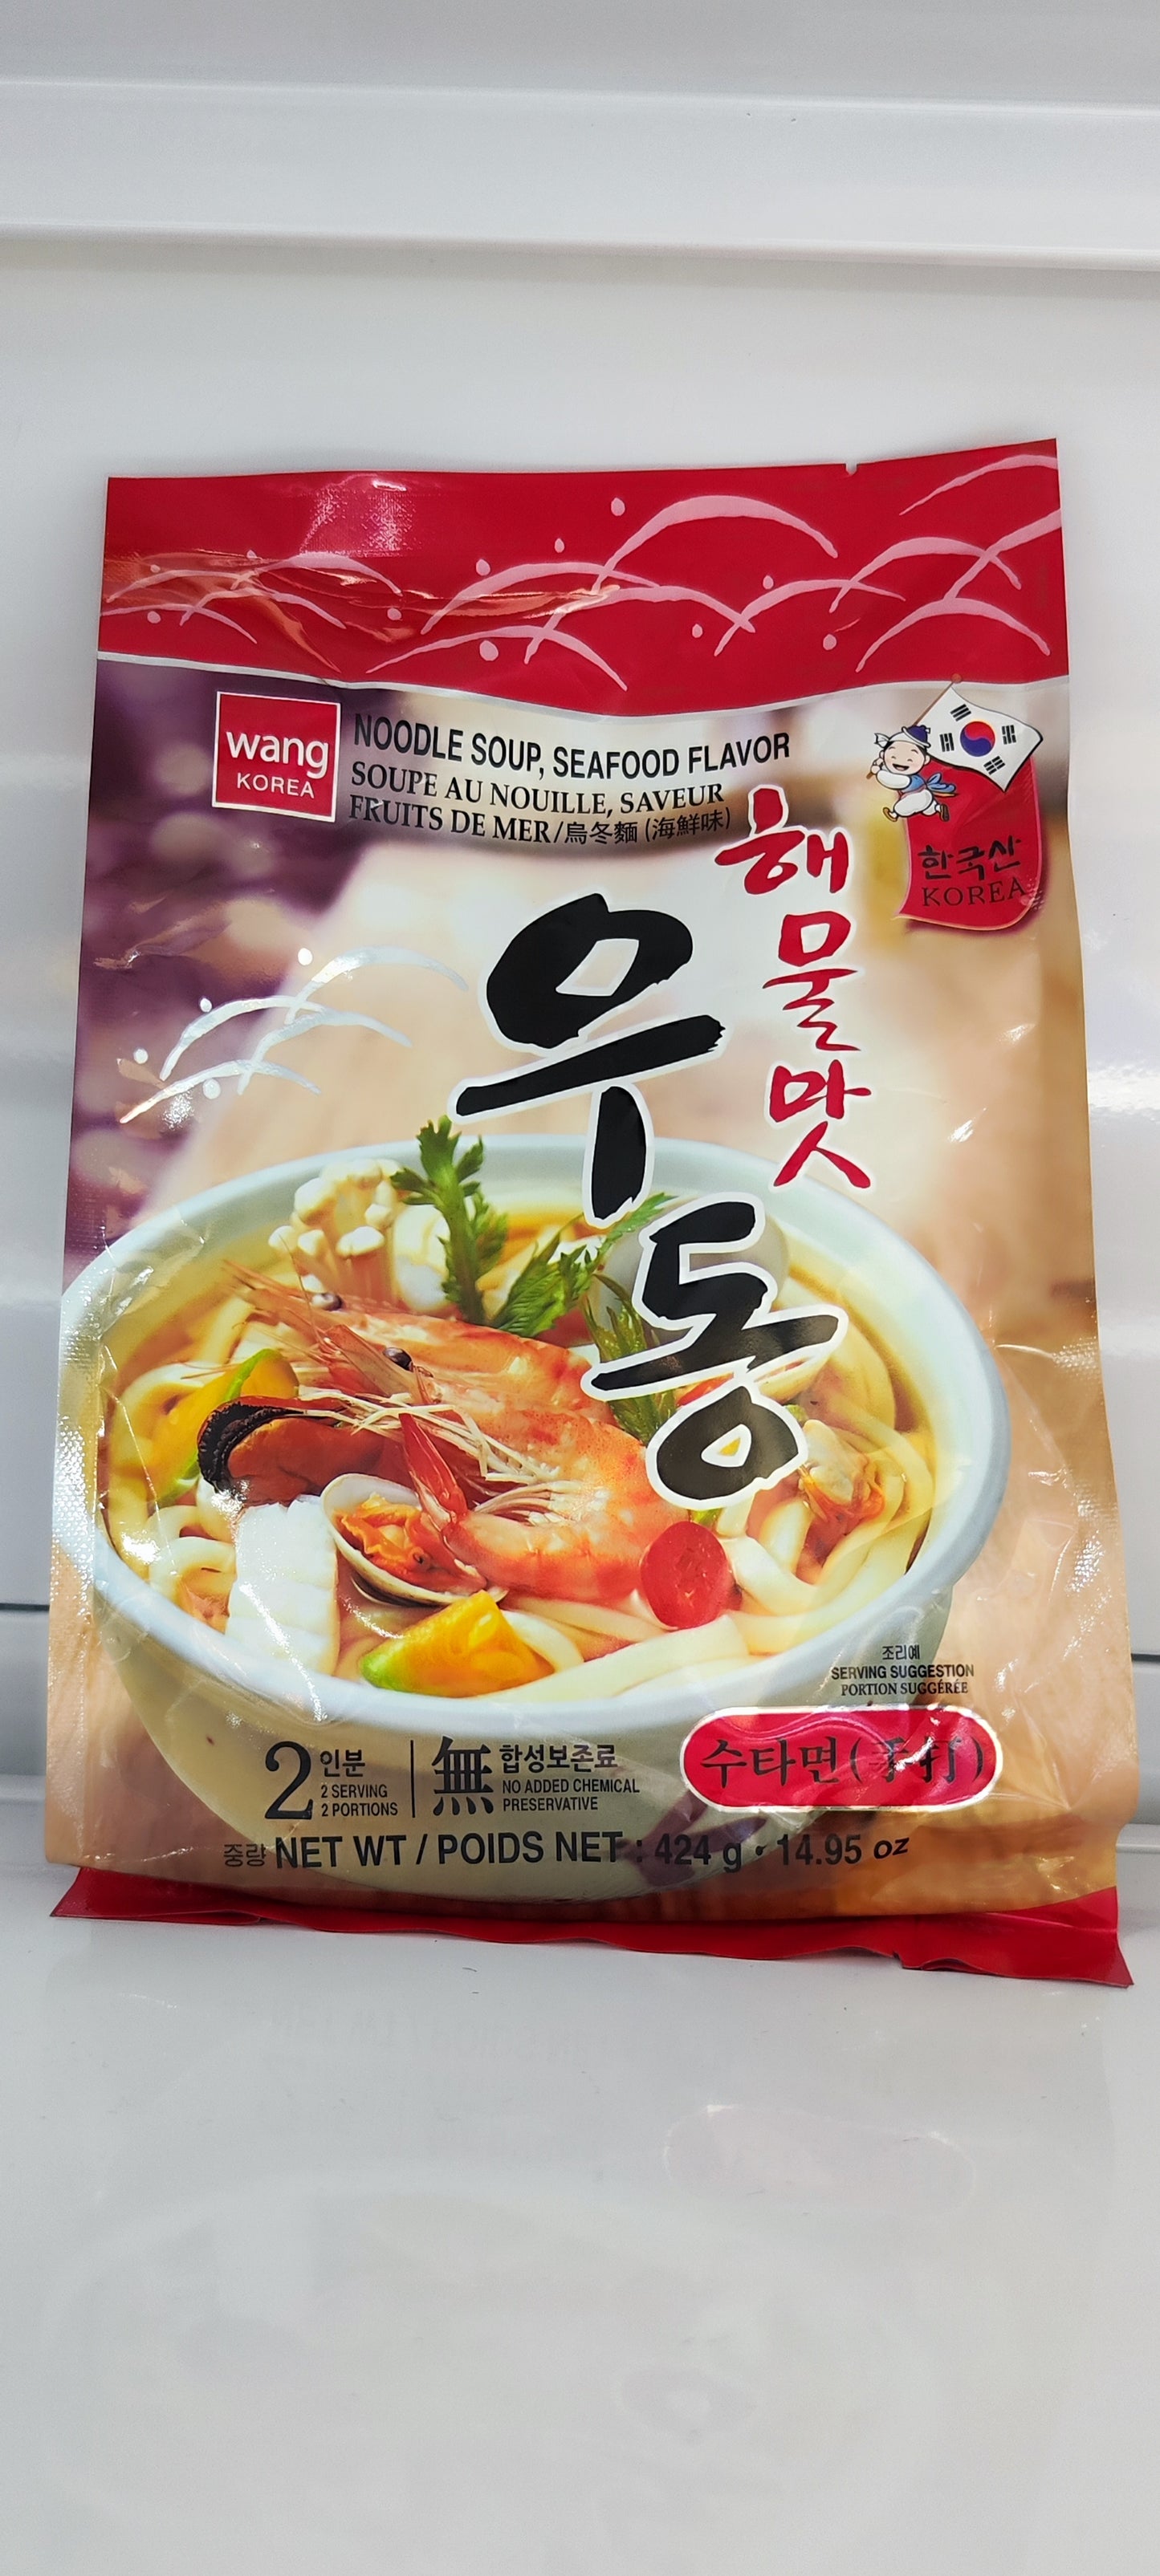 wang
KOREA
NOODLE SOUP, SEAFOOD FLAVOR
SOUPE AU NOUILLE, SAVEUR
FRUITS DE MER/烏冬麵 (海鮮味)
한국산
KOREA
해물맛
우동
조리예
SERVING SUGGESTION
PORTION SUGGÉRÉE
수타면(手打)
2 인분
2 SERVING
2 PORTIONS
無 합성보존료
NO ADDED CHEMICAL
PRESERVATIVE
중량 NET WT / POIDS NET : 424 g • 14.95 oz